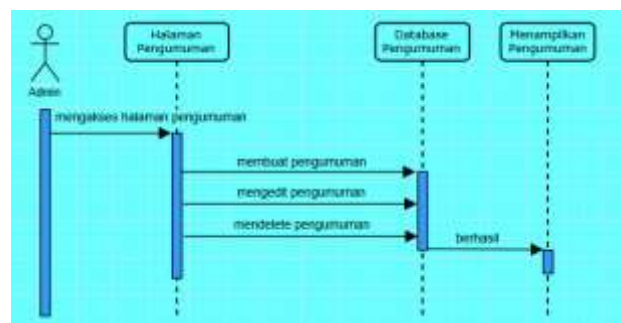 Halaman
Pengumuman
Database
Pengumuman
Menampilkan
Pengumuman
Admin
mengakses halaman pengumuman
membuat pengumuman
mengedit pengumuman
mendelete pengumuman
berhasil